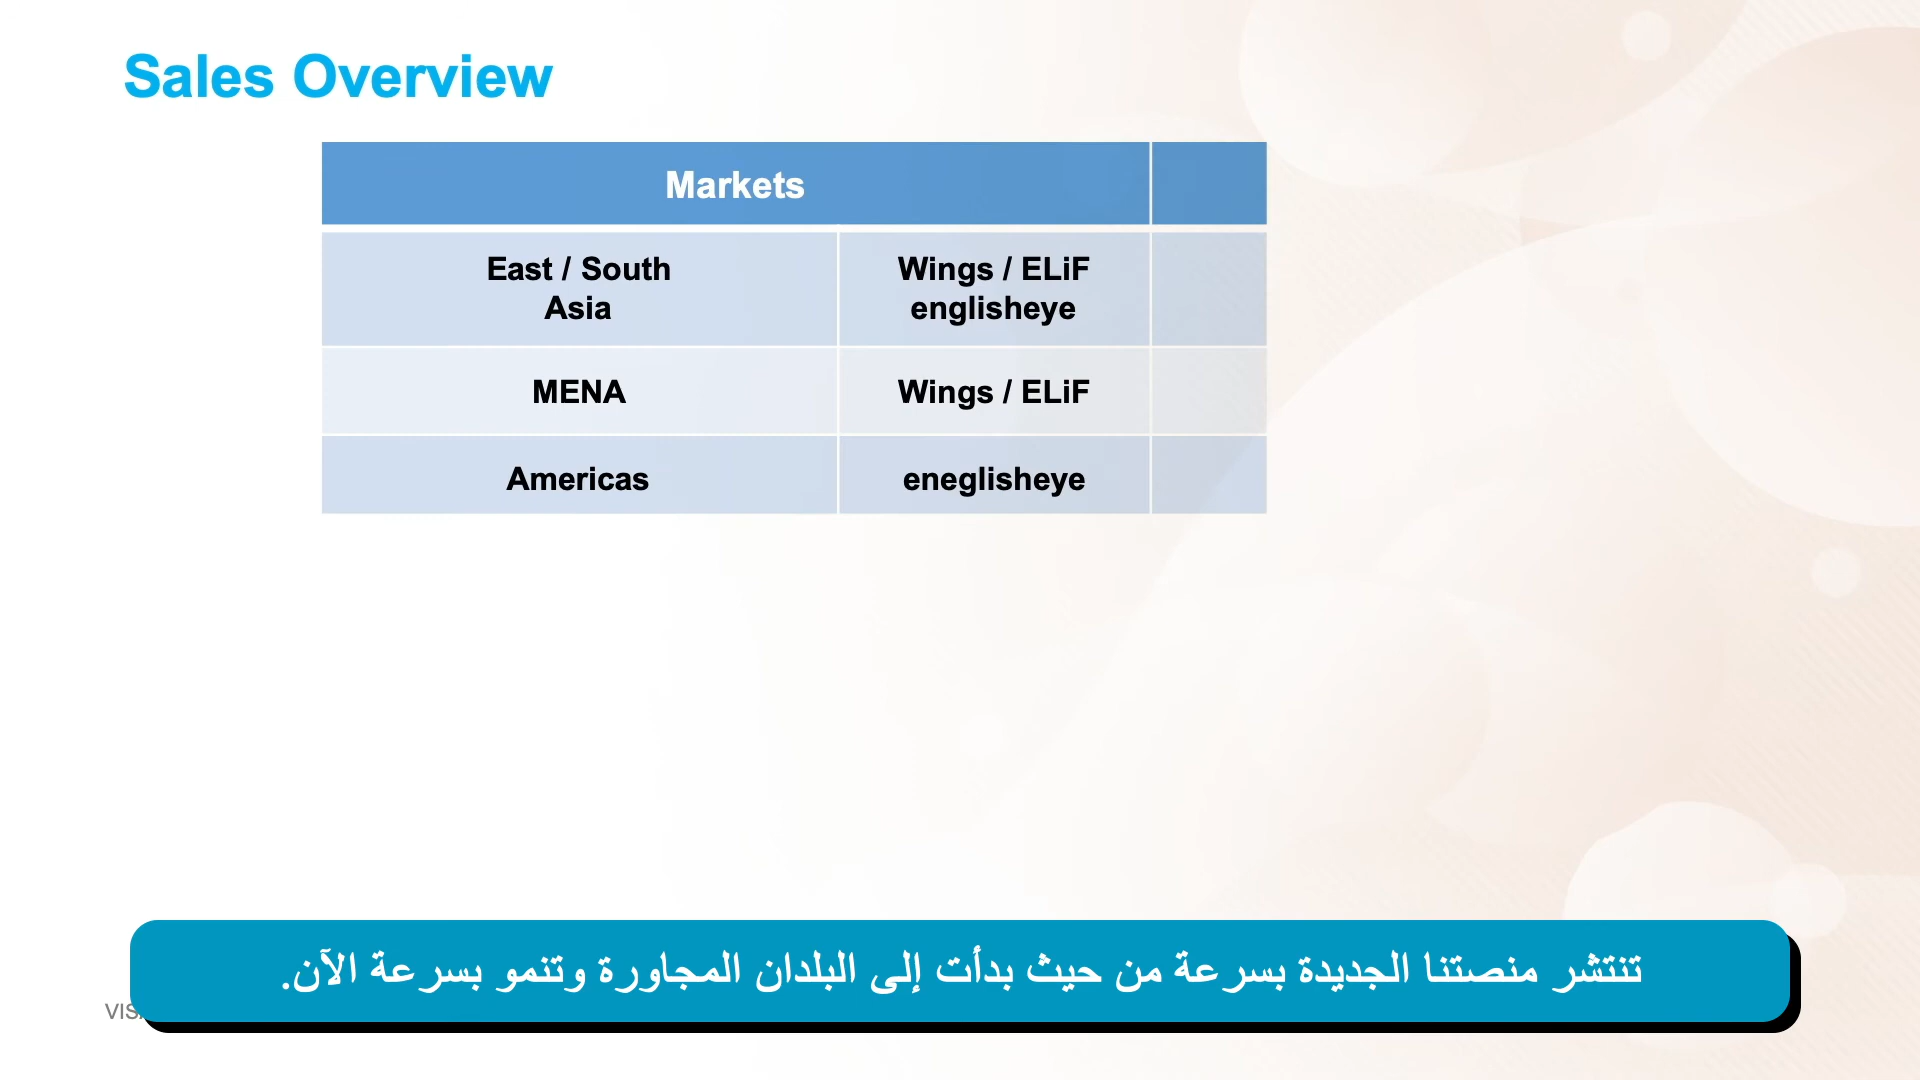 Sales Overview
Markets
East / South
Asia
Wings / ELiF
englisheye
MENA
Wings / ELiF
Americas
eneglisheye
تنتشر منصتنا الجديدة بسرعة من حيث بدأت إلى البلدان المجاورة وتنمو بسرعة الآن.